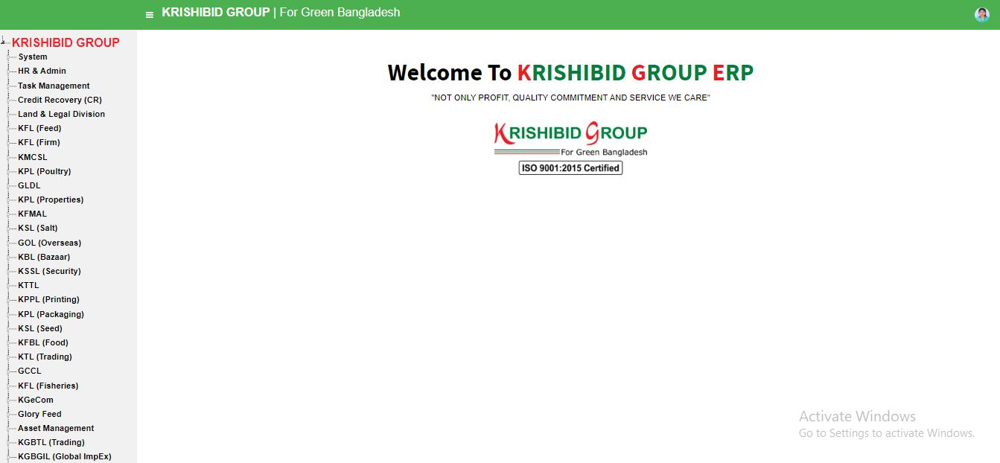 KRISHIBID GROUP | For Green Bangladesh
KRISHIBID GROUP
System
HR & Admin
Task Management
Credit Recovery (CR)
Land & Legal Division
KFL (Feed)
KFL (Firm)
KMCSL
KPL (Poultry)
GLDL
KPL (Properties)
KFMAL
KSL (Salt)
GOL (Overseas)
KBL (Bazaar)
KSSL (Security)
KTTL
KPPL (Printing)
KPL (Packaging)
KSL (Seed)
KFBL (Food)
KTL (Trading)
GCCL
KFL (Fisheries)
KGeCom
Glory Feed
Asset Management
KGBTL (Trading)
KGBGIL (Global ImpEx)
Welcome To KRISHIBID GROUP ERP
"NOT ONLY PROFIT, QUALITY COMMITMENT AND SERVICE WE CARE"
KRISHIBID GROUP
For Green Bangladesh
ISO 9001:2015 Certified
Activate Windows
Go to Settings to activate Windows.